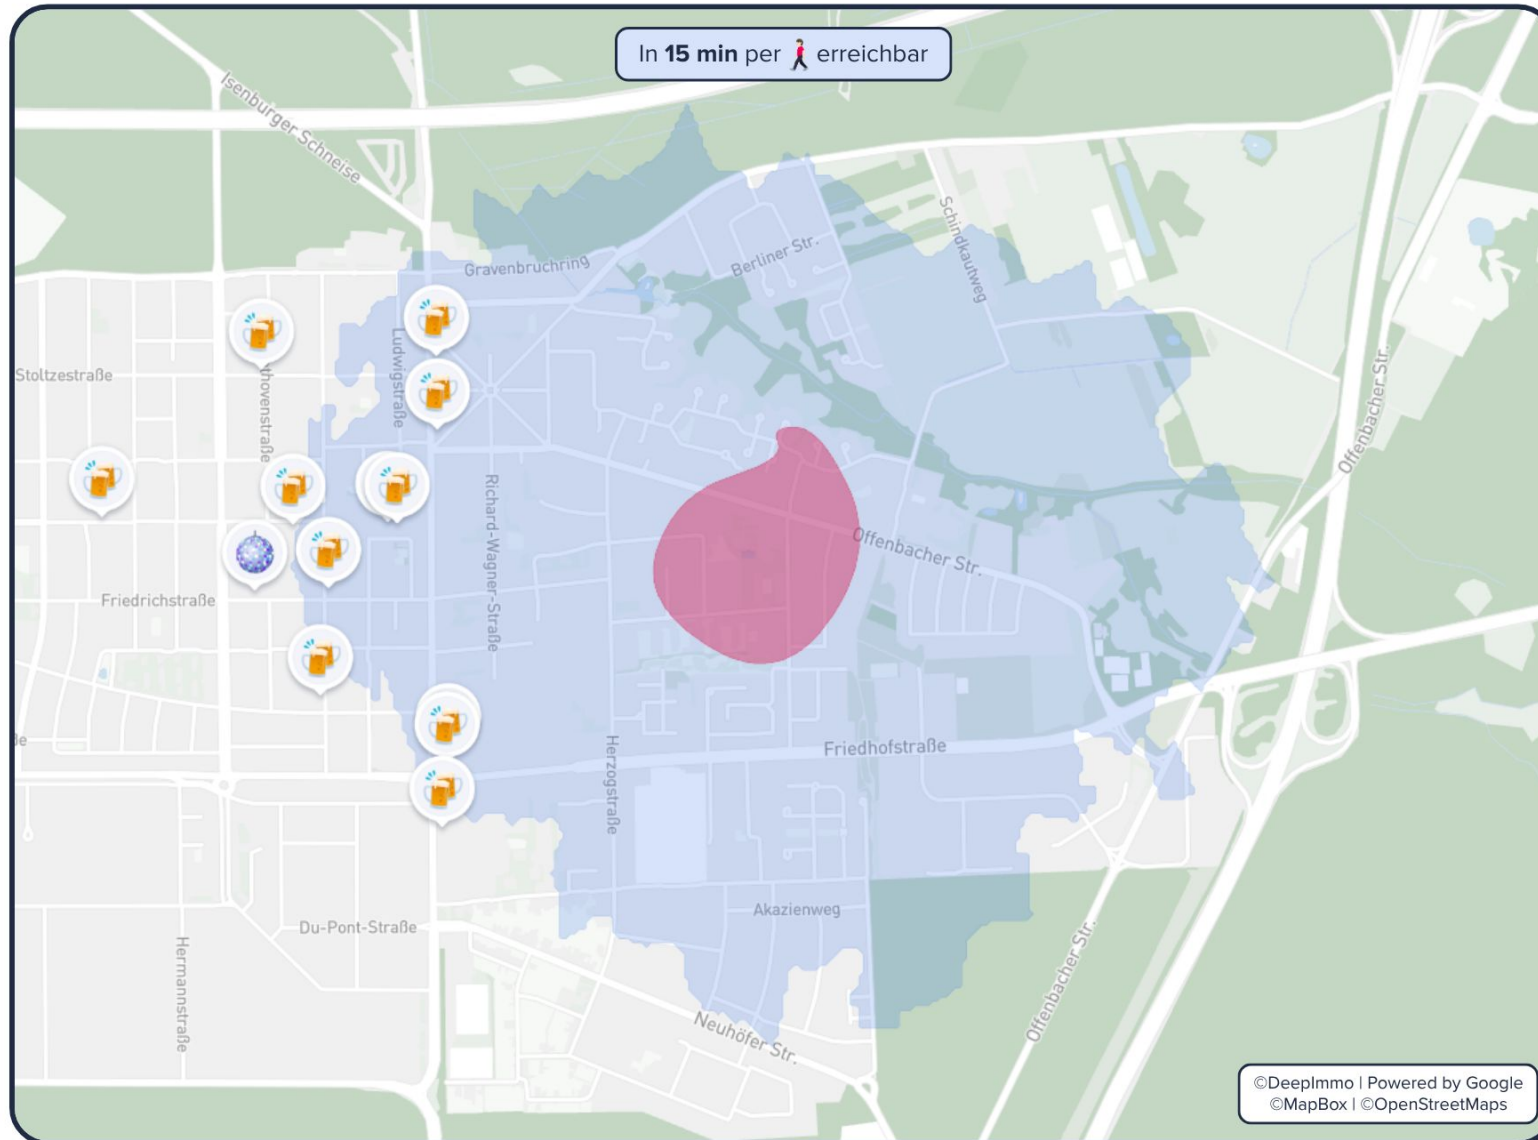 In 15 min per erreichbar
Isenburger Schneise
Gravenbruchring
Berliner Str.
Schindkautweg
Stoltzestraße
thovenstraße
Ludwigstraße
Offenbacher Str.
Richard-Wagner-Straße
Offenbacher Str.
Friedrichstraße
Friedhofstraße
Herzogstraße
Akazienweg
Du-Pont-Straße
Hermannstraße
Offenbacher Str.
Neuhöfer Str.
©DeepImmo | Powered by Google
©MapBox | ©OpenStreetMaps